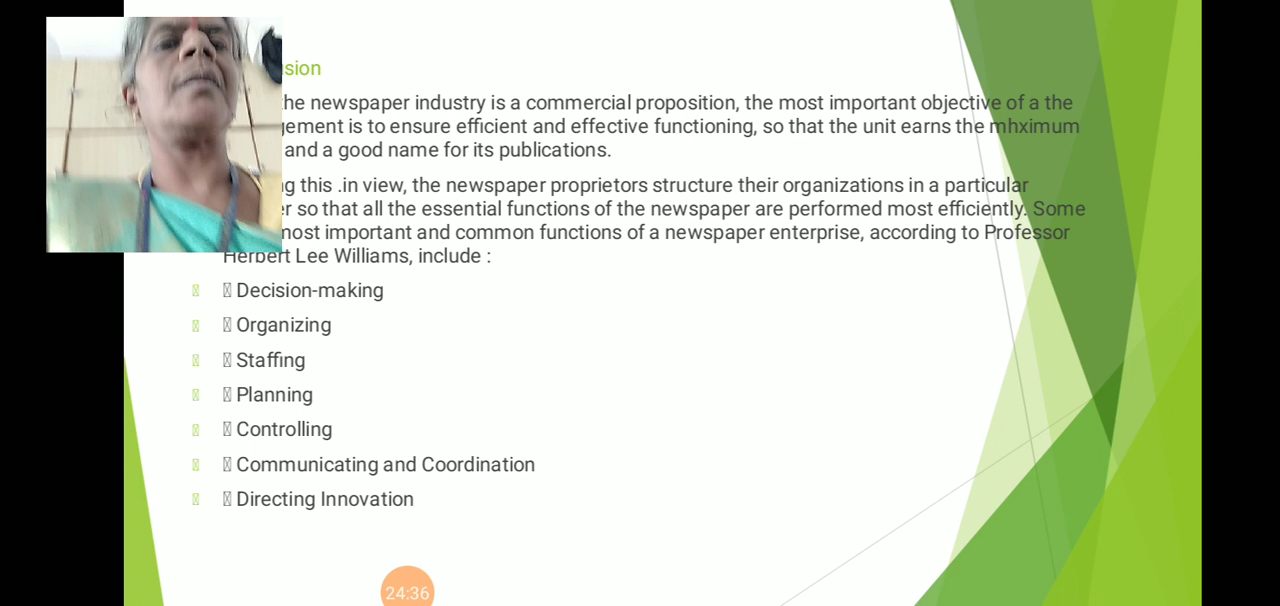 sion
the newspaper industry is a commercial proposition, the most important objective of a the
gement is to ensure efficient and effective functioning, so that the unit earns the mhximum
and a good name for its publications.
ng this .in view, the newspaper proprietors structure their organizations in a particular
er so that all the essential functions of the newspaper are performed most efficiently. Some
most important and common functions of a newspaper enterprise, according to Professor
Herbert Lee Williams, include :
Decision-making
Organizing
Staffing
Planning
Controlling
Communicating and Coordination
Directing Innovation
24:36